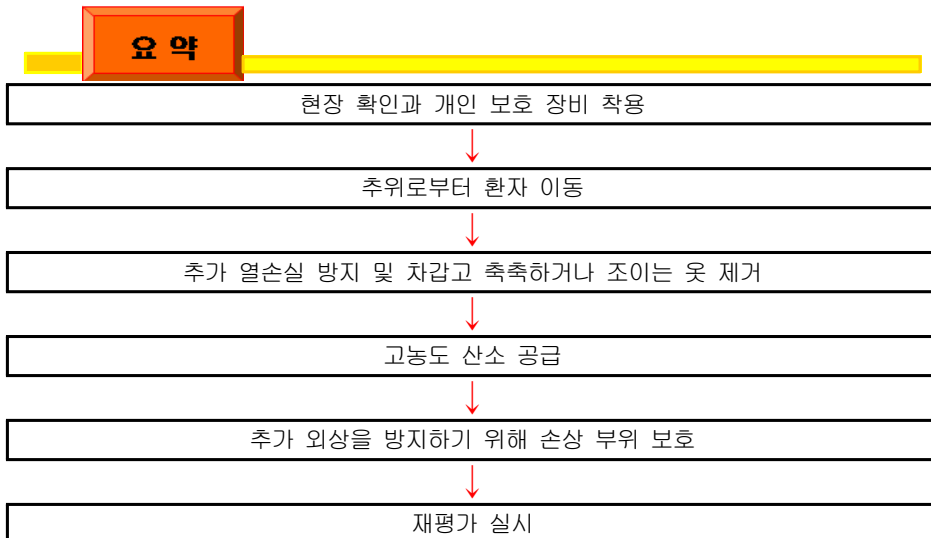 요 약
현장 확인과 개인 보호 장비 착용
추위로부터 환자 이동
추가 열손실 방지 및 차갑고 축축하거나 조이는 옷 제거
고농도 산소 공급
추가 외상을 방지하기 위해 손상 부위 보호
재평가 실시